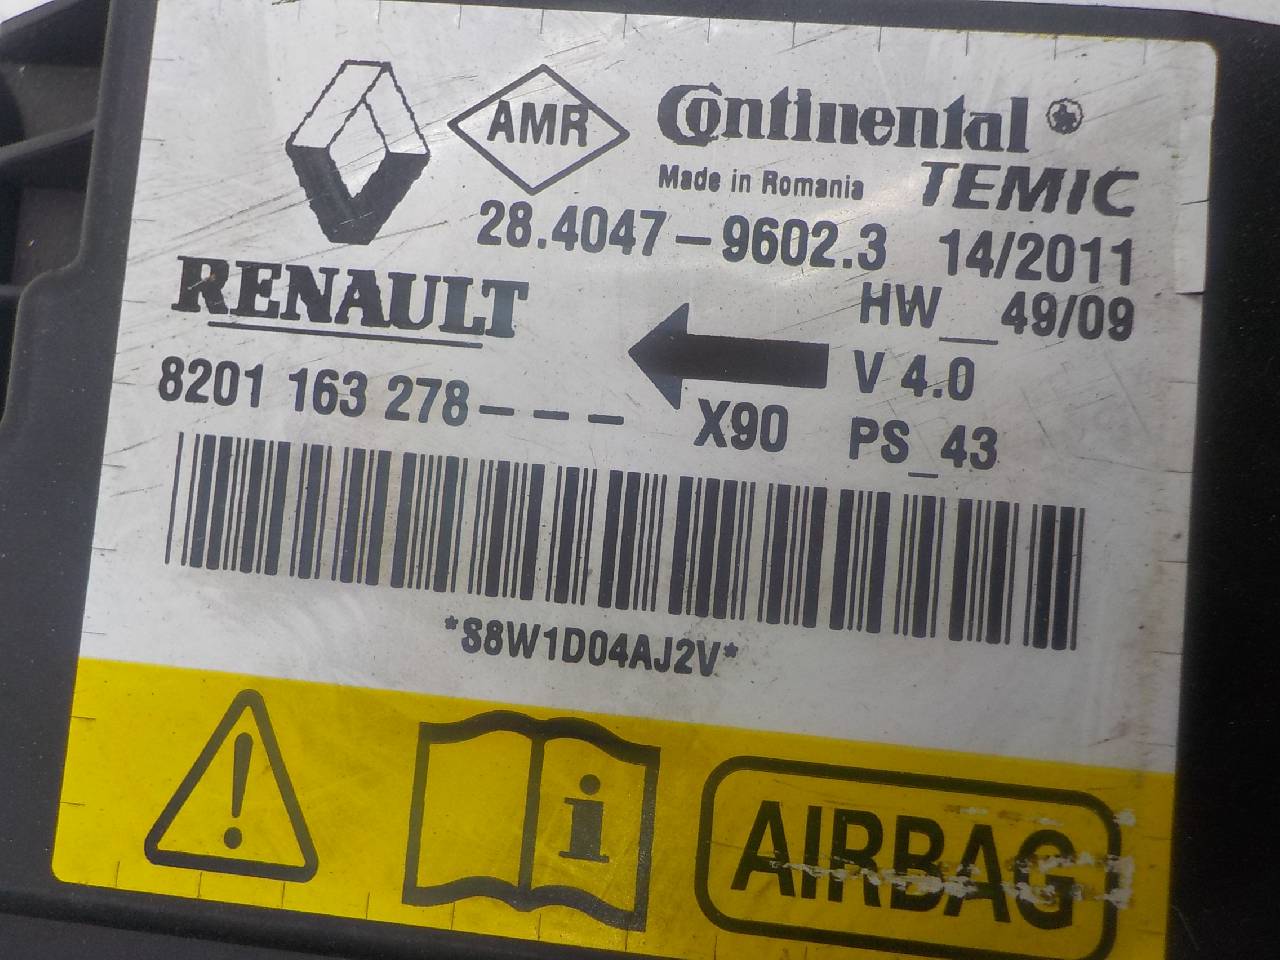 AMR
Continental
Made in Romania TEMIC
28.4047-9602.3 14/2011
RENAULT
HW__49/09
V 4.0
8201 163 278---
X90 PS_43
*S8W1D04AJ2V*
i
AIRBAG